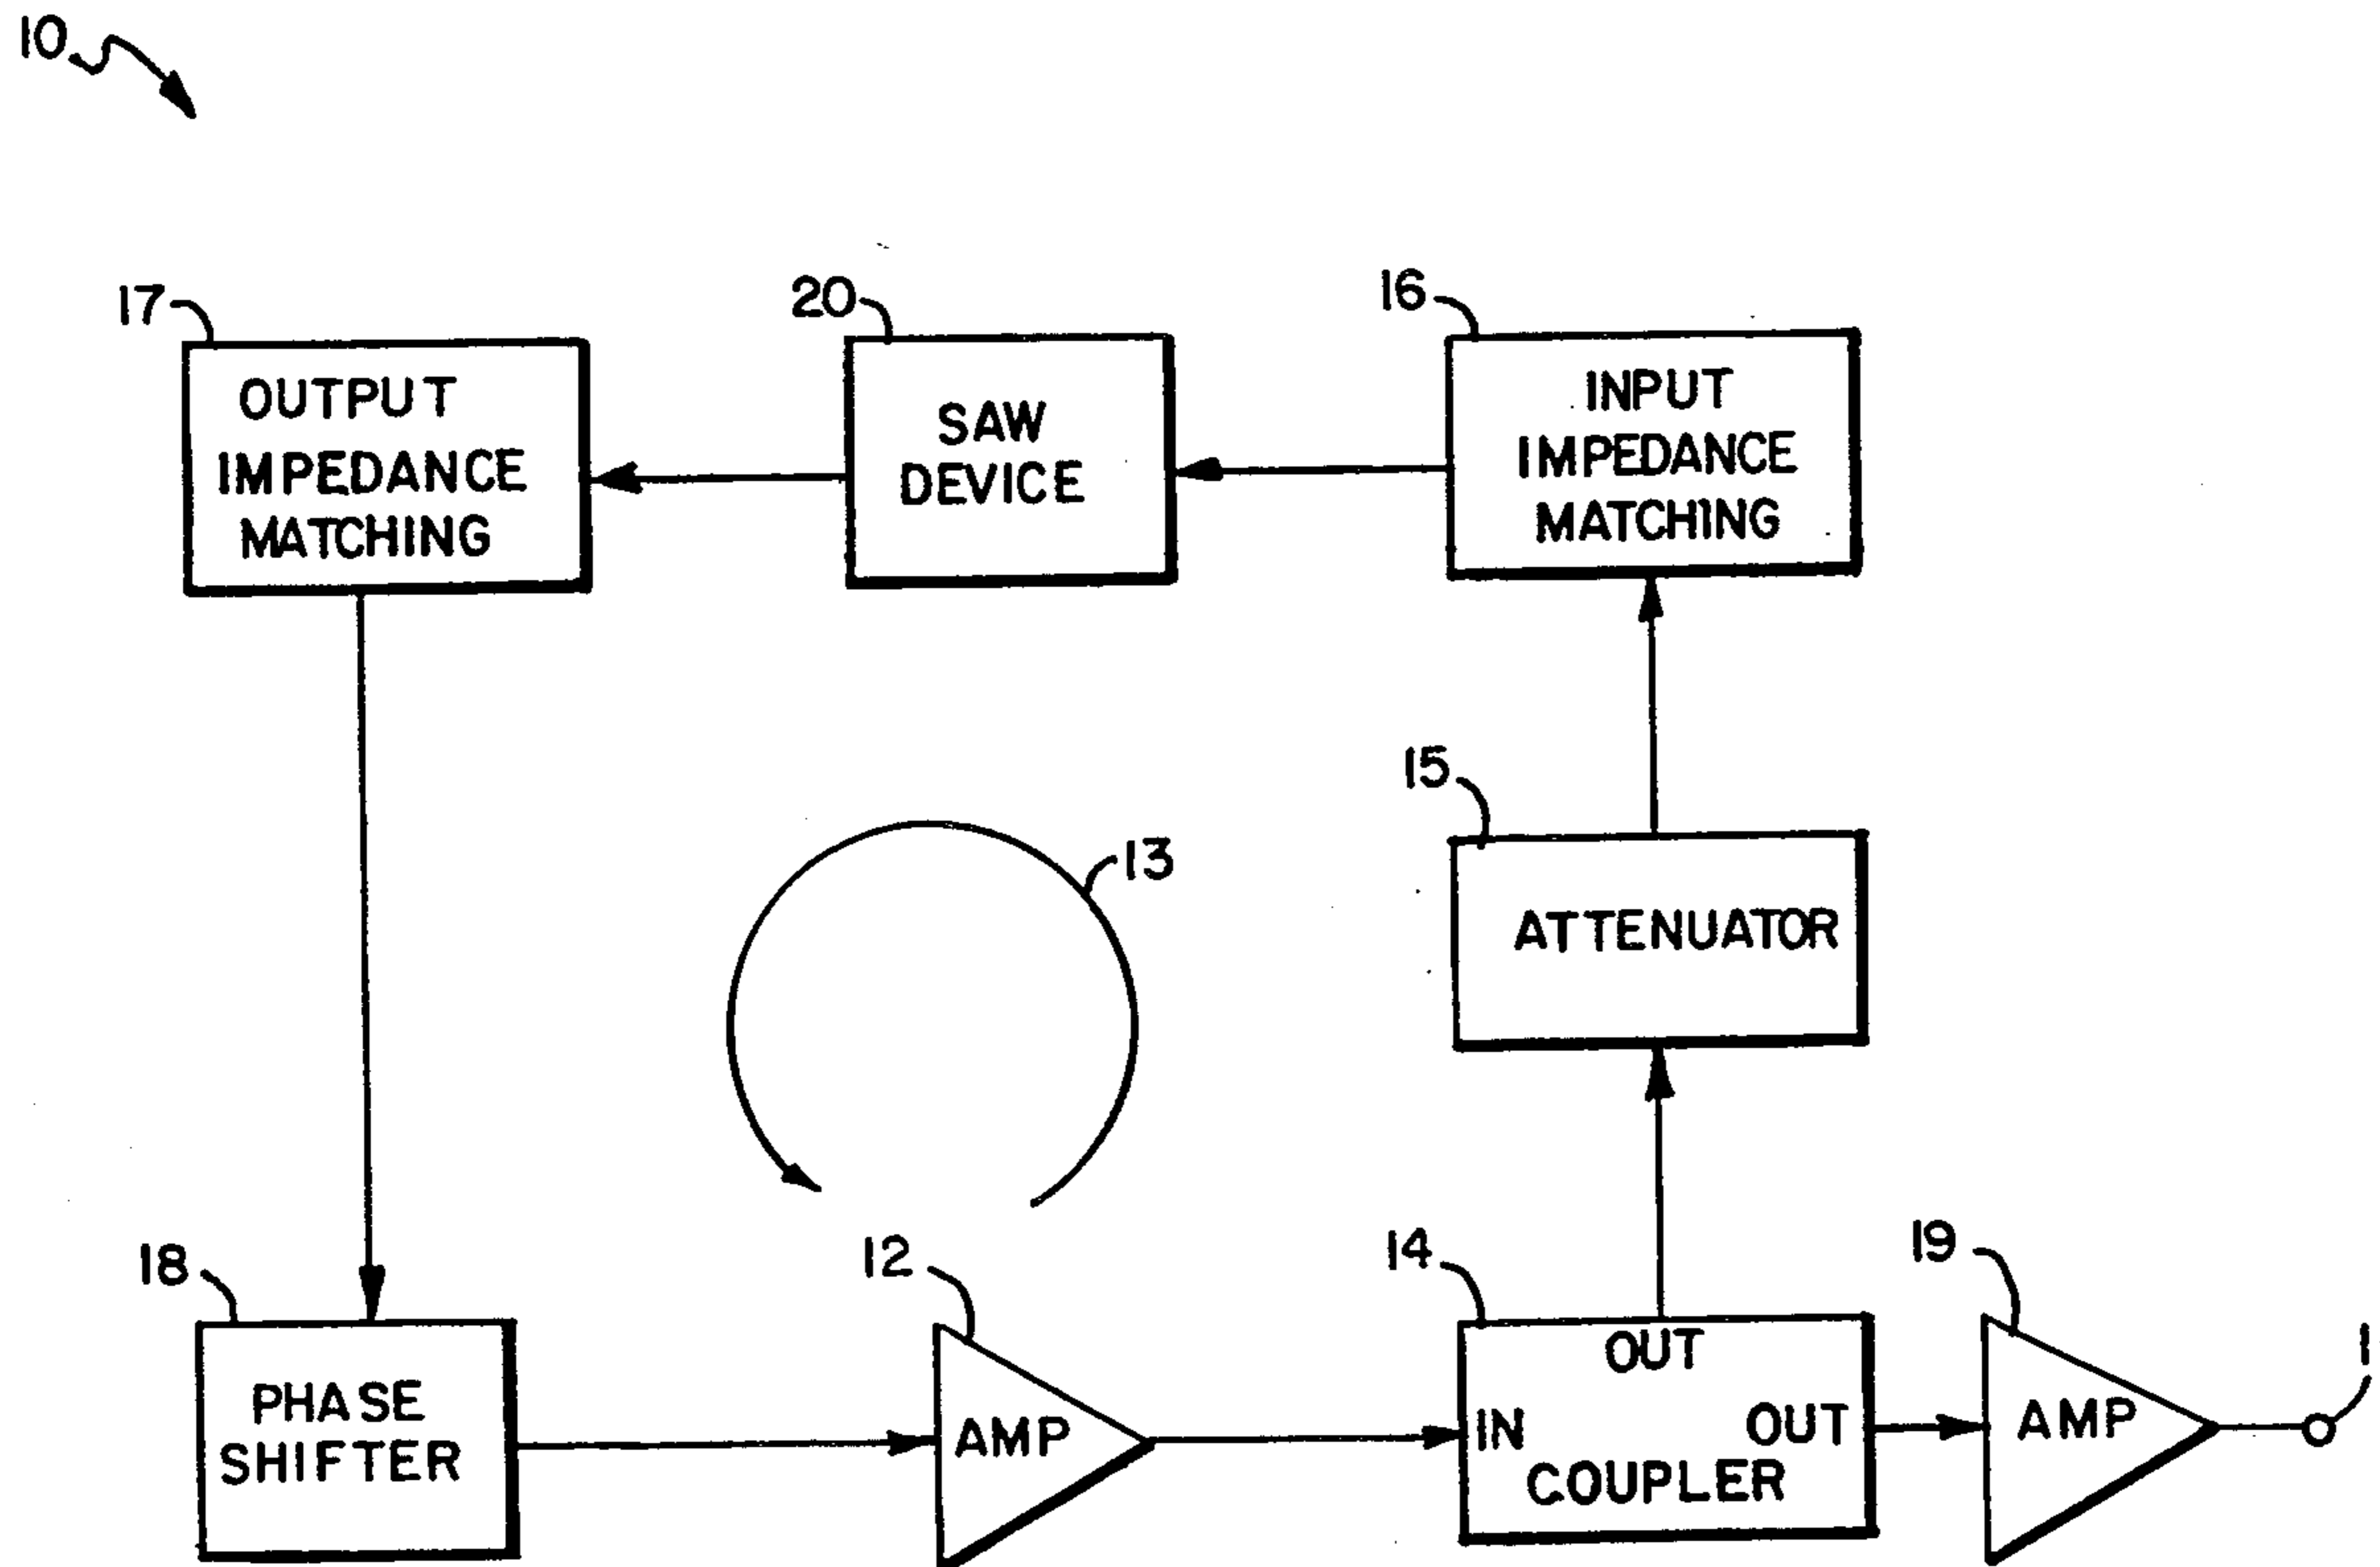 10
17
20
16
OUTPUT
IMPEDANCE
MATCHING
SAW
DEVICE
INPUT
IMPEDANCE
MATCHING
15
13
ATTENUATOR
18
12
14
19
1
PHASE
SHIFTER
AMP
OUT
IN
OUT
COUPLER
AMP